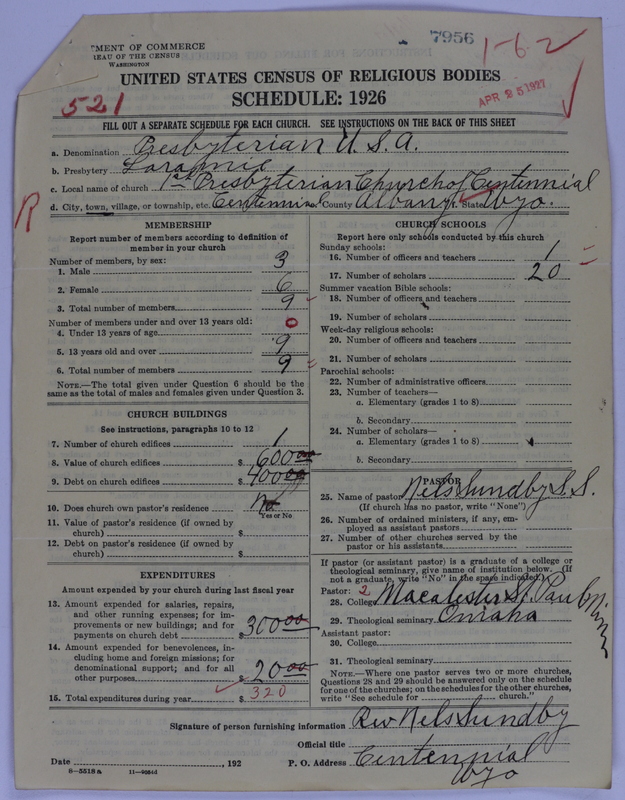 7956
1-62
TMENT OF COMMERCE
REAU OF THE CENSUS
WASHINGTON
UNITED STATES CENSUS OF RELIGIOUS BODIES
SCHEDULE: 1926
521
APR 25 1927
FILL OUT A SEPARATE SCHEDULE FOR EACH CHURCH. SEE INSTRUCTIONS ON THE BACK OF THIS SHEET
a. Denomination Presbyterian U.S.A.
b. Presbytery Laramie
c. Local name of church 1st Presbyterian Church of Centennial
d. City, town, village, or township, etc. Centennial County Albany State Wyo.
R
MEMBERSHIP
Report number of members according to definition of
member in your church
Number of members, by sex:
1. Male 3
2. Female 6
3. Total number of members 9
Number of members under and over 13 years old:
4. Under 13 years of age 0
5. 13 years old and over 9
6. Total number of members 9
NOTE.—The total given under Question 6 should be the
same as the total of males and females given under Question 3.
CHURCH BUILDINGS
See instructions, paragraphs 10 to 12
7. Number of church edifices 1
8. Value of church edifices $ 600.00
9. Debt on church edifices $ 400.00
10. Does church own pastor's residence No
Yes or No
11. Value of pastor's residence (if owned by
church) $
12. Debt on pastor's residence (if owned by
church) $
EXPENDITURES
Amount expended by your church during last fiscal year
13. Amount expended for salaries, repairs,
and other running expenses; for im-
provements or new buildings; and for
payments on church debt $ 300.00
14. Amount expended for benevolences, in-
cluding home and foreign missions; for
denominational support; and for all
other purposes $ 20.00
15. Total expenditures during year $ 320
CHURCH SCHOOLS
Report here only schools conducted by this church
Sunday schools:
16. Number of officers and teachers 1
17. Number of scholars 20
Summer vacation Bible schools:
18. Number of officers and teachers
19. Number of scholars
Week-day religious schools:
20. Number of officers and teachers
21. Number of scholars
Parochial schools:
22. Number of administrative officers
23. Number of teachers—
a. Elementary (grades 1 to 8)
b. Secondary
24. Number of scholars—
a. Elementary (grades 1 to 8)
b. Secondary
PASTOR
25. Name of pastor Nels Sundby S.S.
(If church has no pastor, write "None")
26. Number of ordained ministers, if any, em-
ployed as assistant pastors
27. Number of other churches served by the
pastor or his assistants
If pastor (or assistant pastor) is a graduate of a college or
theological seminary, give name of institution below. (If
not a graduate, write "No" in the space indicated.)
Pastor: 2
28. College Macalester St. Paul Minn
29. Theological seminary Omaha
Assistant pastor:
30. College
31. Theological seminary
NOTE.—Where one pastor serves two or more churches,
Questions 28 and 29 should be answered only on the schedule
for one of the churches; on the schedules for the other churches,
write "See schedule for church."
Signature of person furnishing information Rev Nels Sundby
Official title
Date , 192 P. O. Address Centennial
Wyo
6—5518 a 11—9564d